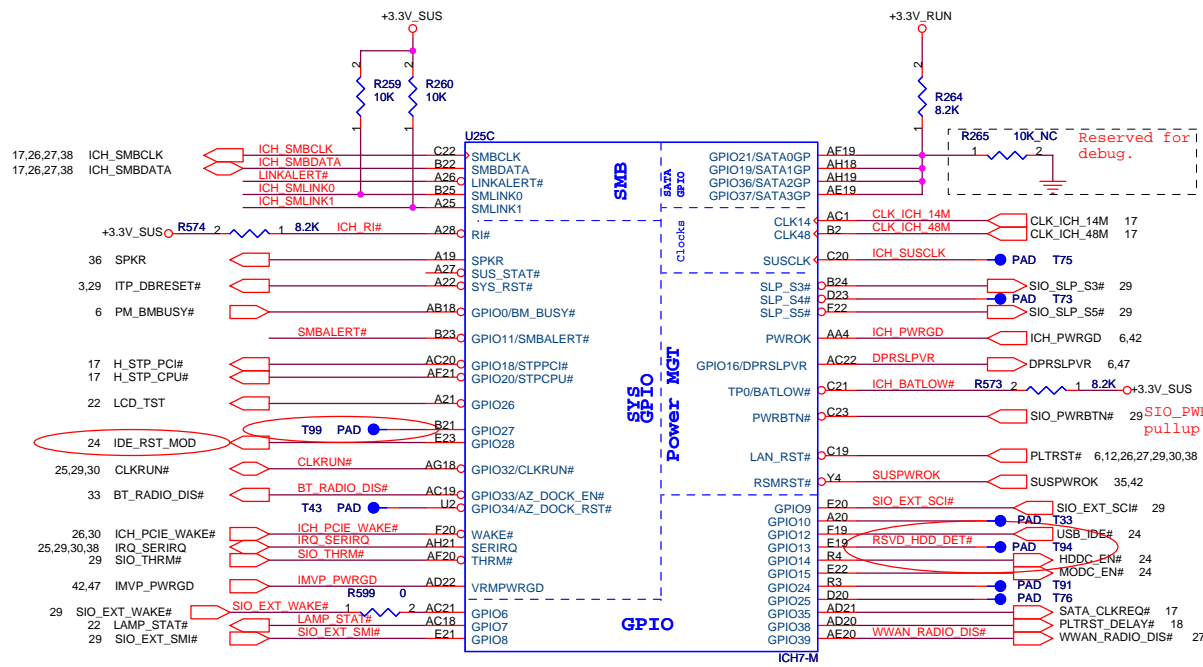 +3.3V_SUS
+3.3V_RUN
2 2 2
R259 10K
R260 10K
R264 8.2K
1 1 1
R265 10K_NC
1 2
Reserved for debug.
U25C
17,26,27,38 ICH_SMBCLK ICH_SMBCLK C22 SMBCLK
17,26,27,38 ICH_SMBDATA ICH_SMBDATA B22 SMBDATA
LINKALERT# A26 LINKALERT#
ICH_SMLINK0 B25 SMLINK0
ICH_SMLINK1 A25 SMLINK1
+3.3V_SUS R574 2 1 8.2K ICH_RI# A28 RI#
36 SPKR A19 SPKR
A27 SUS_STAT#
3,29 ITP_DBRESET# A22 SYS_RST#
6 PM_BMBUSY# AB18 GPIO0/BM_BUSY#
SMBALERT# B23 GPIO11/SMBALERT#
17 H_STP_PCI# AC20 GPIO18/STPPCI#
17 H_STP_CPU# AF21 GPIO20/STPCPU#
22 LCD_TST A21 GPIO26
T99 PAD B21 GPIO27
24 IDE_RST_MOD E23 GPIO28
25,29,30 CLKRUN# CLKRUN# AG18 GPIO32/CLKRUN#
33 BT_RADIO_DIS# BT_RADIO_DIS# AC19 GPIO33/AZ_DOCK_EN#
T43 PAD U2 GPIO34/AZ_DOCK_RST#
26,30 ICH_PCIE_WAKE# ICH_PCIE_WAKE# F20 WAKE#
25,29,30,38 IRQ_SERIRQ IRQ_SERIRQ AH21 SERIRQ
29 SIO_THRM# SIO_THRM# AF20 THRM#
42,47 IMVP_PWRGD IMVP_PWRGD AD22 VRMPWRGD
R599 0
29 SIO_EXT_WAKE# SIO_EXT_WAKE# 1 2 AC21 GPIO6
22 LAMP_STAT# LAMP_STAT# AC18 GPIO7
29 SIO_EXT_SMI# SIO_EXT_SMI# E21 GPIO8
SMB
SATA GPIO
Clocks
SYS GPIO
Power MGT
GPIO
GPIO21/SATA0GP AF19
GPIO19/SATA1GP AH18
GPIO36/SATA2GP AH19
GPIO37/SATA3GP AE19
CLK14 AC1 CLK_ICH_14M CLK_ICH_14M 17
CLK48 B2 CLK_ICH_48M CLK_ICH_48M 17
SUSCLK C20 ICH_SUSCLK PAD T75
SLP_S3# B24 SIO_SLP_S3# 29
SLP_S4# D23 PAD T73
SLP_S5# F22 SIO_SLP_S5# 29
PWROK AA4 ICH_PWRGD ICH_PWRGD 6,42
GPIO16/DPRSLPVR AC22 DPRSLPVR DPRSLPVR 6,47
TP0/BATLOW# C21 ICH_BATLOW# R573 2 1 8.2K +3.3V_SUS
PWRBTN# C23 SIO_PWRBTN# 29
pullup
LAN_RST# C19 PLTRST# 6,12,26,27,29,30,38
RSMRST# Y4 SUSPWROK SUSPWROK 35,42
GPIO9 E20 SIO_EXT_SCI# SIO_EXT_SCI# 29
GPIO10 A20 PAD T33
GPIO12 F19 USB_IDE# 24
GPIO13 E19 RSVD_HDD_DET# PAD T94
GPIO14 R4 HDDC_EN# 24
GPIO15 E22 MODC_EN# 24
GPIO24 R3 PAD T91
GPIO25 D20 PAD T76
GPIO35 AD21 SATA_CLKREQ# 17
GPIO38 AD20 PLTRST_DELAY# 18
GPIO39 AE20 WWAN_RADIO_DIS# WWAN_RADIO_DIS# 27
ICH7-M